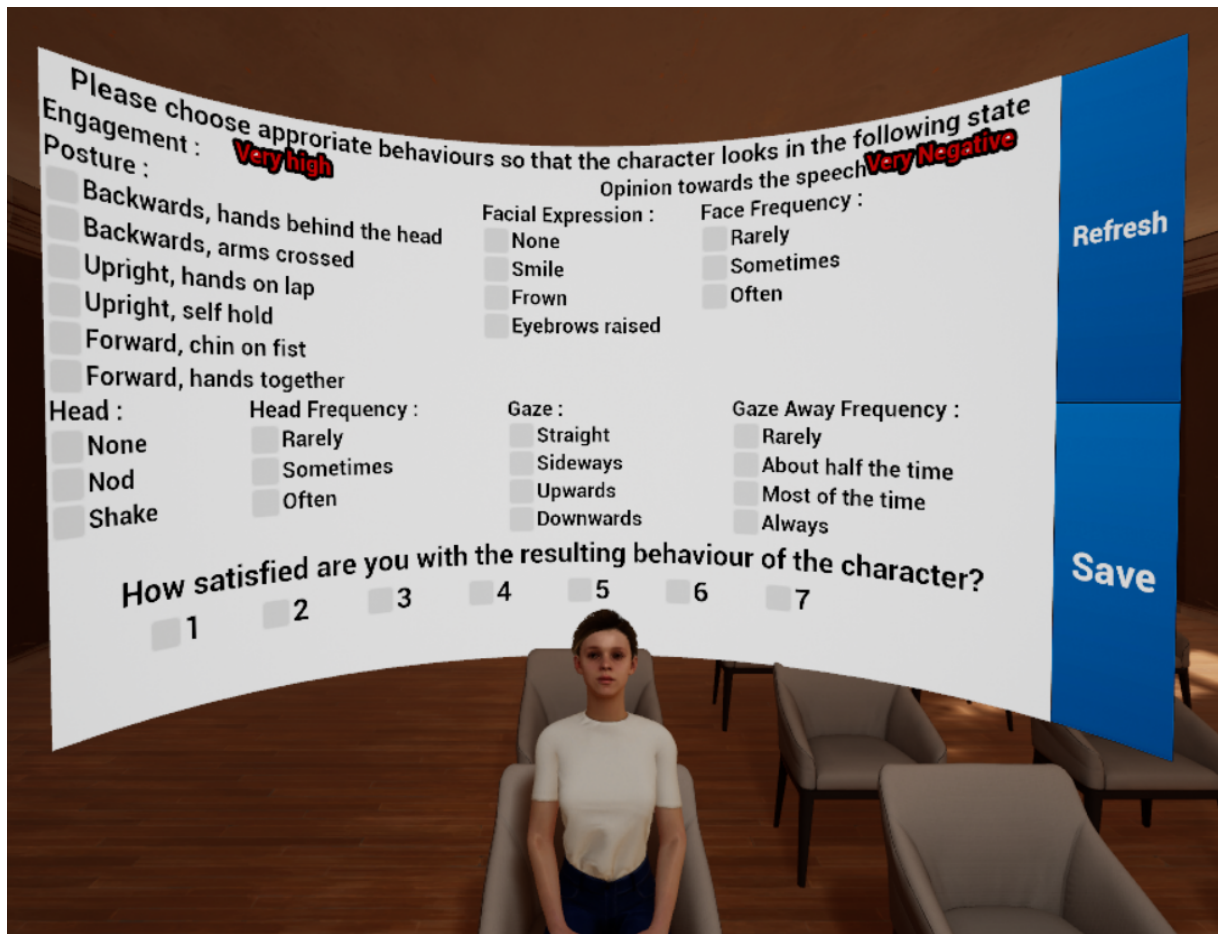 Please choose approriate behaviours so that the character looks in the following state
Engagement : Very high
Opinion towards the speech Very Negative
Posture :
Backwards, hands behind the head
Backwards, arms crossed
Upright, hands on lap
Upright, self hold
Forward, chin on fist
Forward, hands together
Facial Expression :
None
Smile
Frown
Eyebrows raised
Face Frequency :
Rarely
Sometimes
Often
Head :
None
Nod
Shake
Head Frequency :
Rarely
Sometimes
Often
Gaze :
Straight
Sideways
Upwards
Downwards
Gaze Away Frequency :
Rarely
About half the time
Most of the time
Always
How satisfied are you with the resulting behaviour of the character?
1 2 3 4 5 6 7
Refresh
Save